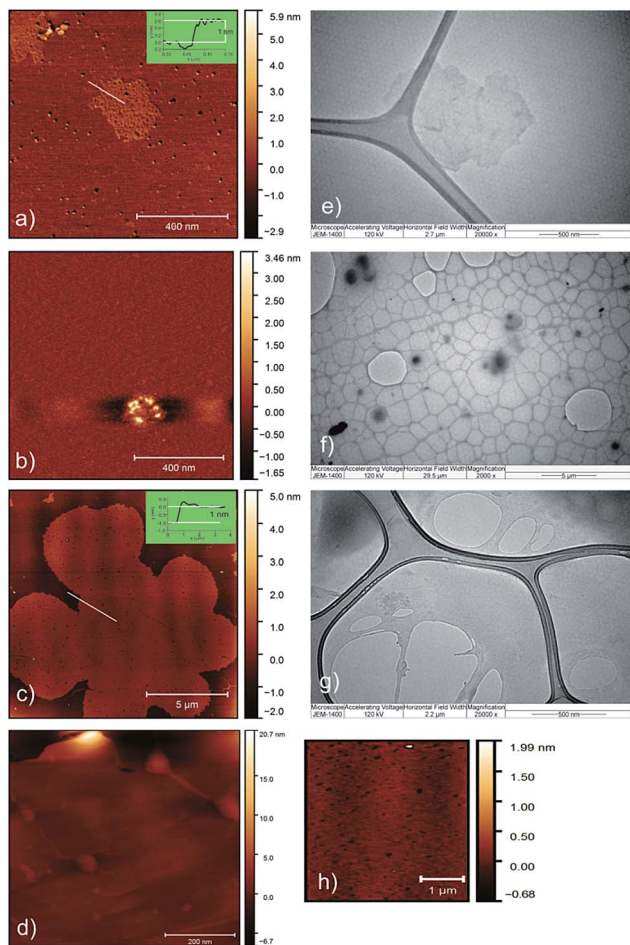 5.9 nm
5.0
4.0
3.0
2.0
1.0
0.0
−1.0
−2.9
1 nm
400 nm
a)
3.46 nm
3.00
2.50
2.00
1.50
1.00
0.50
0.00
−0.50
−1.00
−1.65
400 nm
b)
5.0 nm
4.0
3.0
2.0
1.0
0.0
−1.0
−2.0
1 nm
5 µm
c)
20.7 nm
15.0
10.0
5.0
0.0
−6.7
200 nm
d)
e)
Microscope Accelerating Voltage Horizontal Field Width Magnification
JEM-1400 120 kV 2.7 µm 20000 x 500 nm
f)
Microscope Accelerating Voltage Horizontal Field Width Magnification
JEM-1400 120 kV 29.5 µm 2000 x 5 µm
g)
Microscope Accelerating Voltage Horizontal Field Width Magnification
JEM-1400 120 kV 2.2 µm 25000 x 500 nm
1.99 nm
1.50
1.00
0.50
0.00
−0.68
1 µm
h)